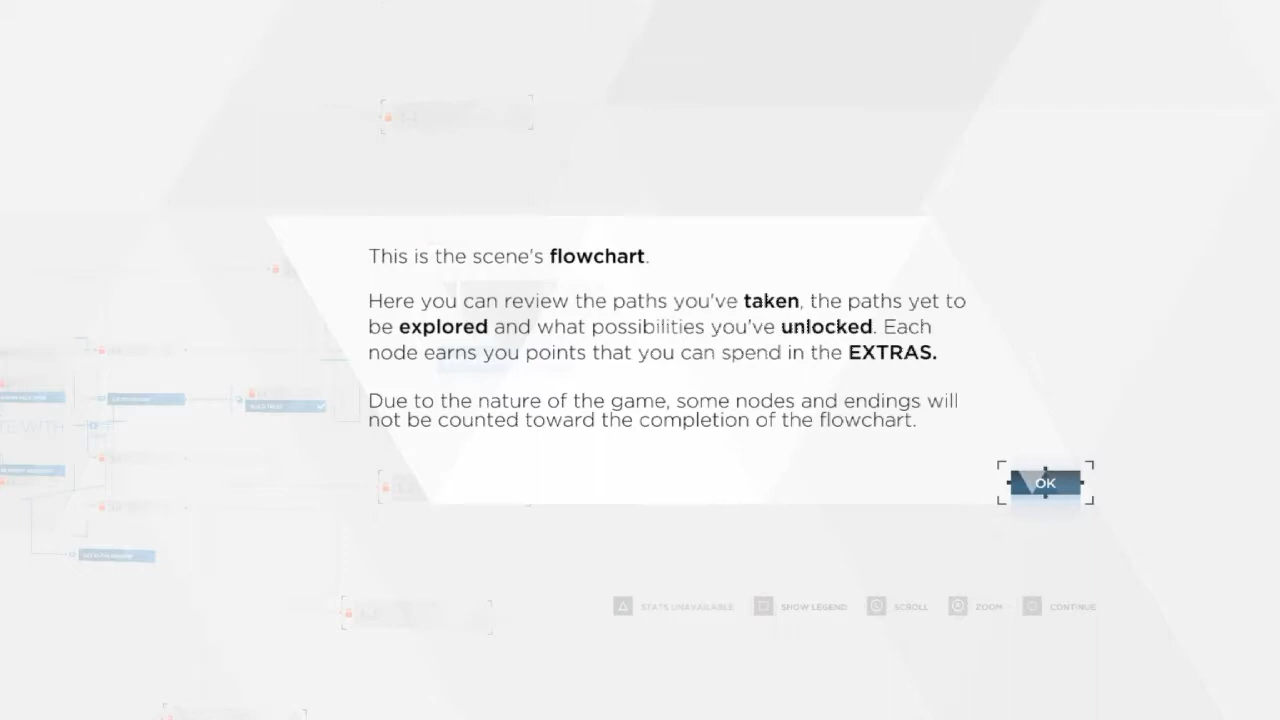 This is the scene's flowchart.
Here you can review the paths you've taken, the paths yet to
be explored and what possibilities you've unlocked. Each
node earns you points that you can spend in the EXTRAS.
Due to the nature of the game, some nodes and endings will
not be counted toward the completion of the flowchart.
OK
STATS UNAVAILABLE SHOW LEGEND SCROLL ZOOM CONTINUE